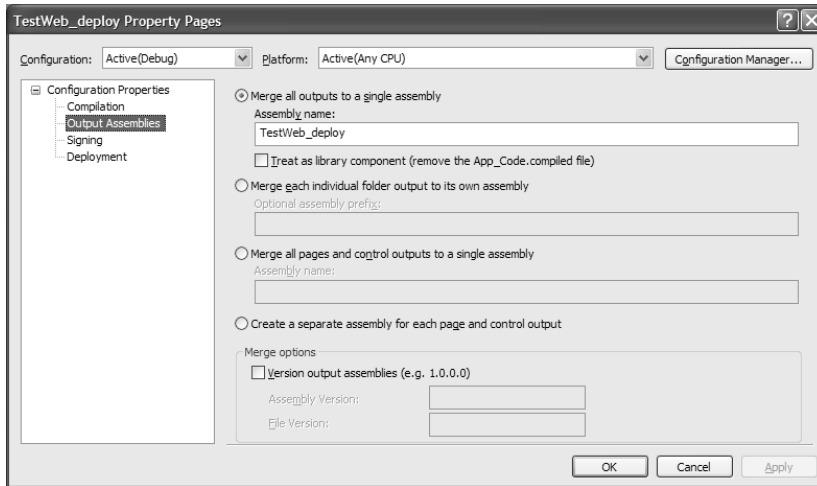 TestWeb_deploy Property Pages
Configuration: Active(Debug) Platform: Active(Any CPU) Configuration Manager...
Configuration Properties
Compilation
Output Assemblies
Signing
Deployment
Merge all outputs to a single assembly
Assembly name:
TestWeb_deploy
Treat as library component (remove the App_Code.compiled file)
Merge each individual folder output to its own assembly
Optional assembly prefix:
Merge all pages and control outputs to a single assembly
Assembly name:
Create a separate assembly for each page and control output
Merge options
Version output assemblies (e.g. 1.0.0.0)
Assembly Version:
File Version:
OK Cancel Apply